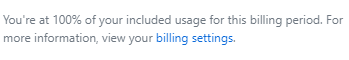 You're at 100% of your included usage for this billing period. For
more information, view your billing settings.